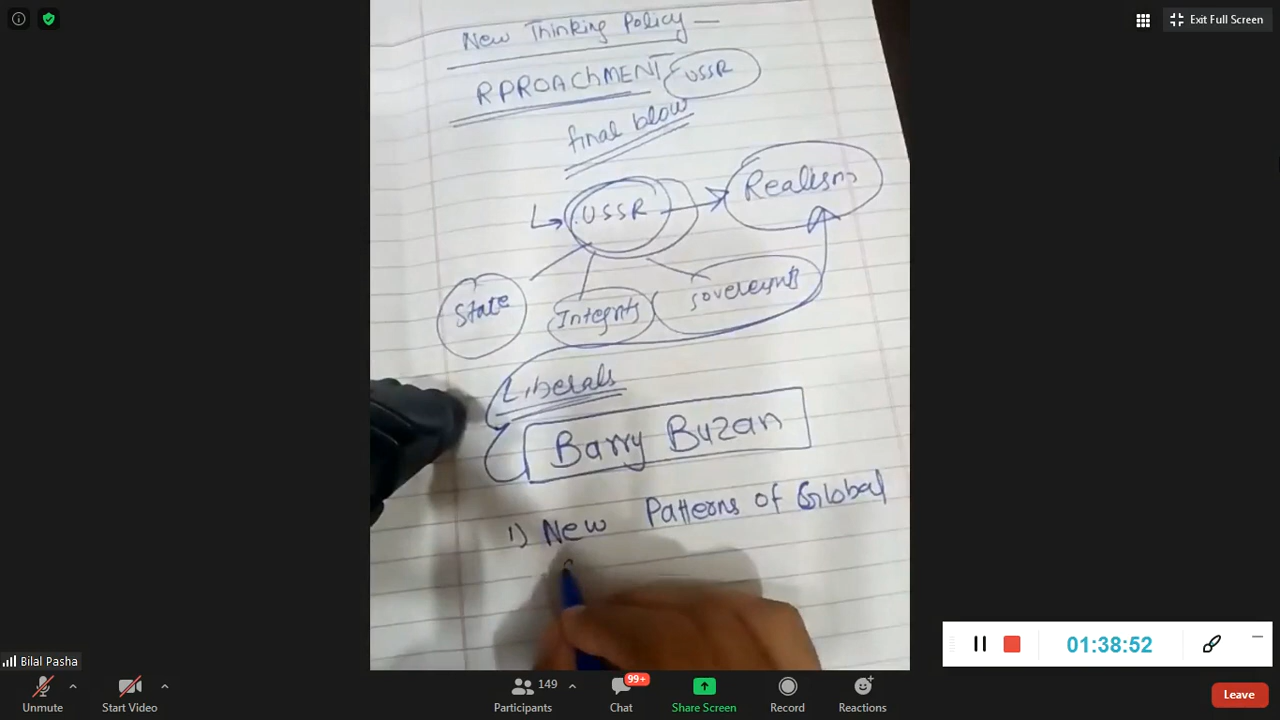 Exit Full Screen
New Thinking Policy —
RPROAChMENT USSR
final blow
USSR
Realism
State
Integrity
Sovereignty
Liberals
Barry Buzan
1) New Patterns of Global
01:38:52
Bilal Pasha
Unmute
Start Video
149
Participants
99+
Chat
Share Screen
Record
Reactions
Leave